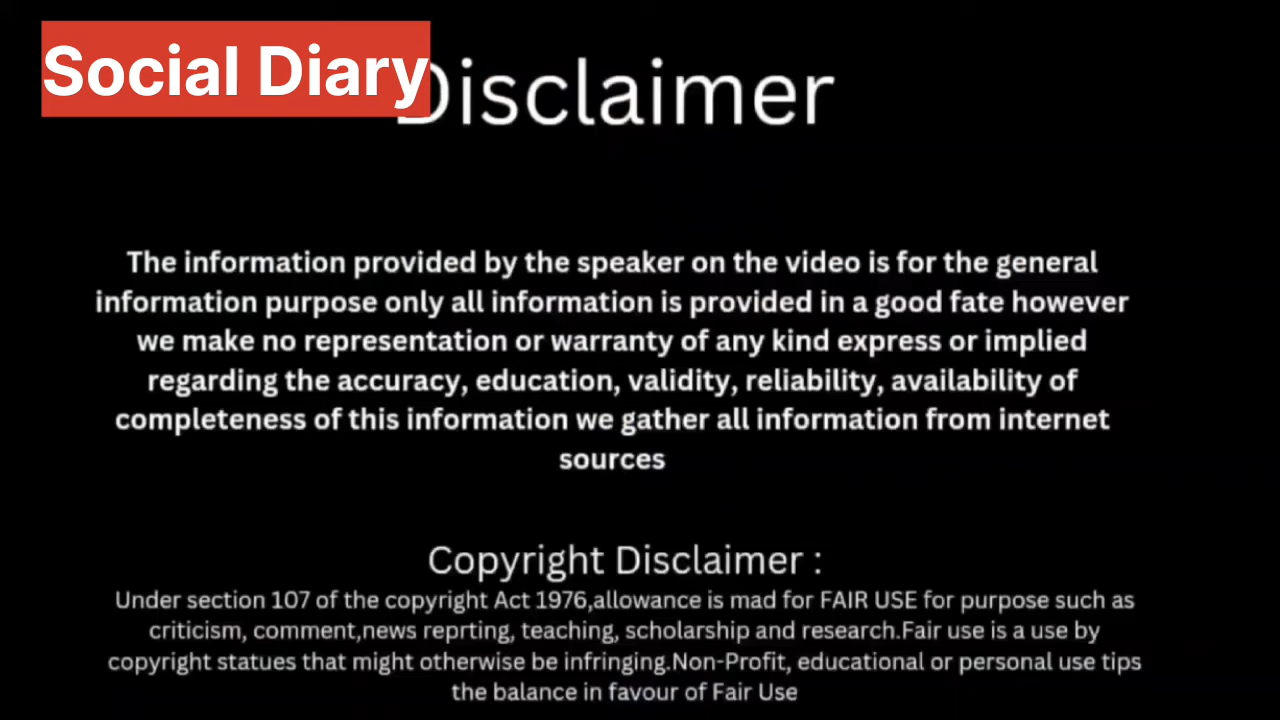 Social Diary
Disclaimer
The information provided by the speaker on the video is for the general
information purpose only all information is provided in a good fate however
we make no representation or warranty of any kind express or implied
regarding the accuracy, education, validity, reliability, availability of
completeness of this information we gather all information from internet
sources
Copyright Disclaimer :
Under section 107 of the copyright Act 1976,allowance is mad for FAIR USE for purpose such as
criticism, comment,news reprting, teaching, scholarship and research.Fair use is a use by
copyright statues that might otherwise be infringing.Non-Profit, educational or personal use tips
the balance in favour of Fair Use